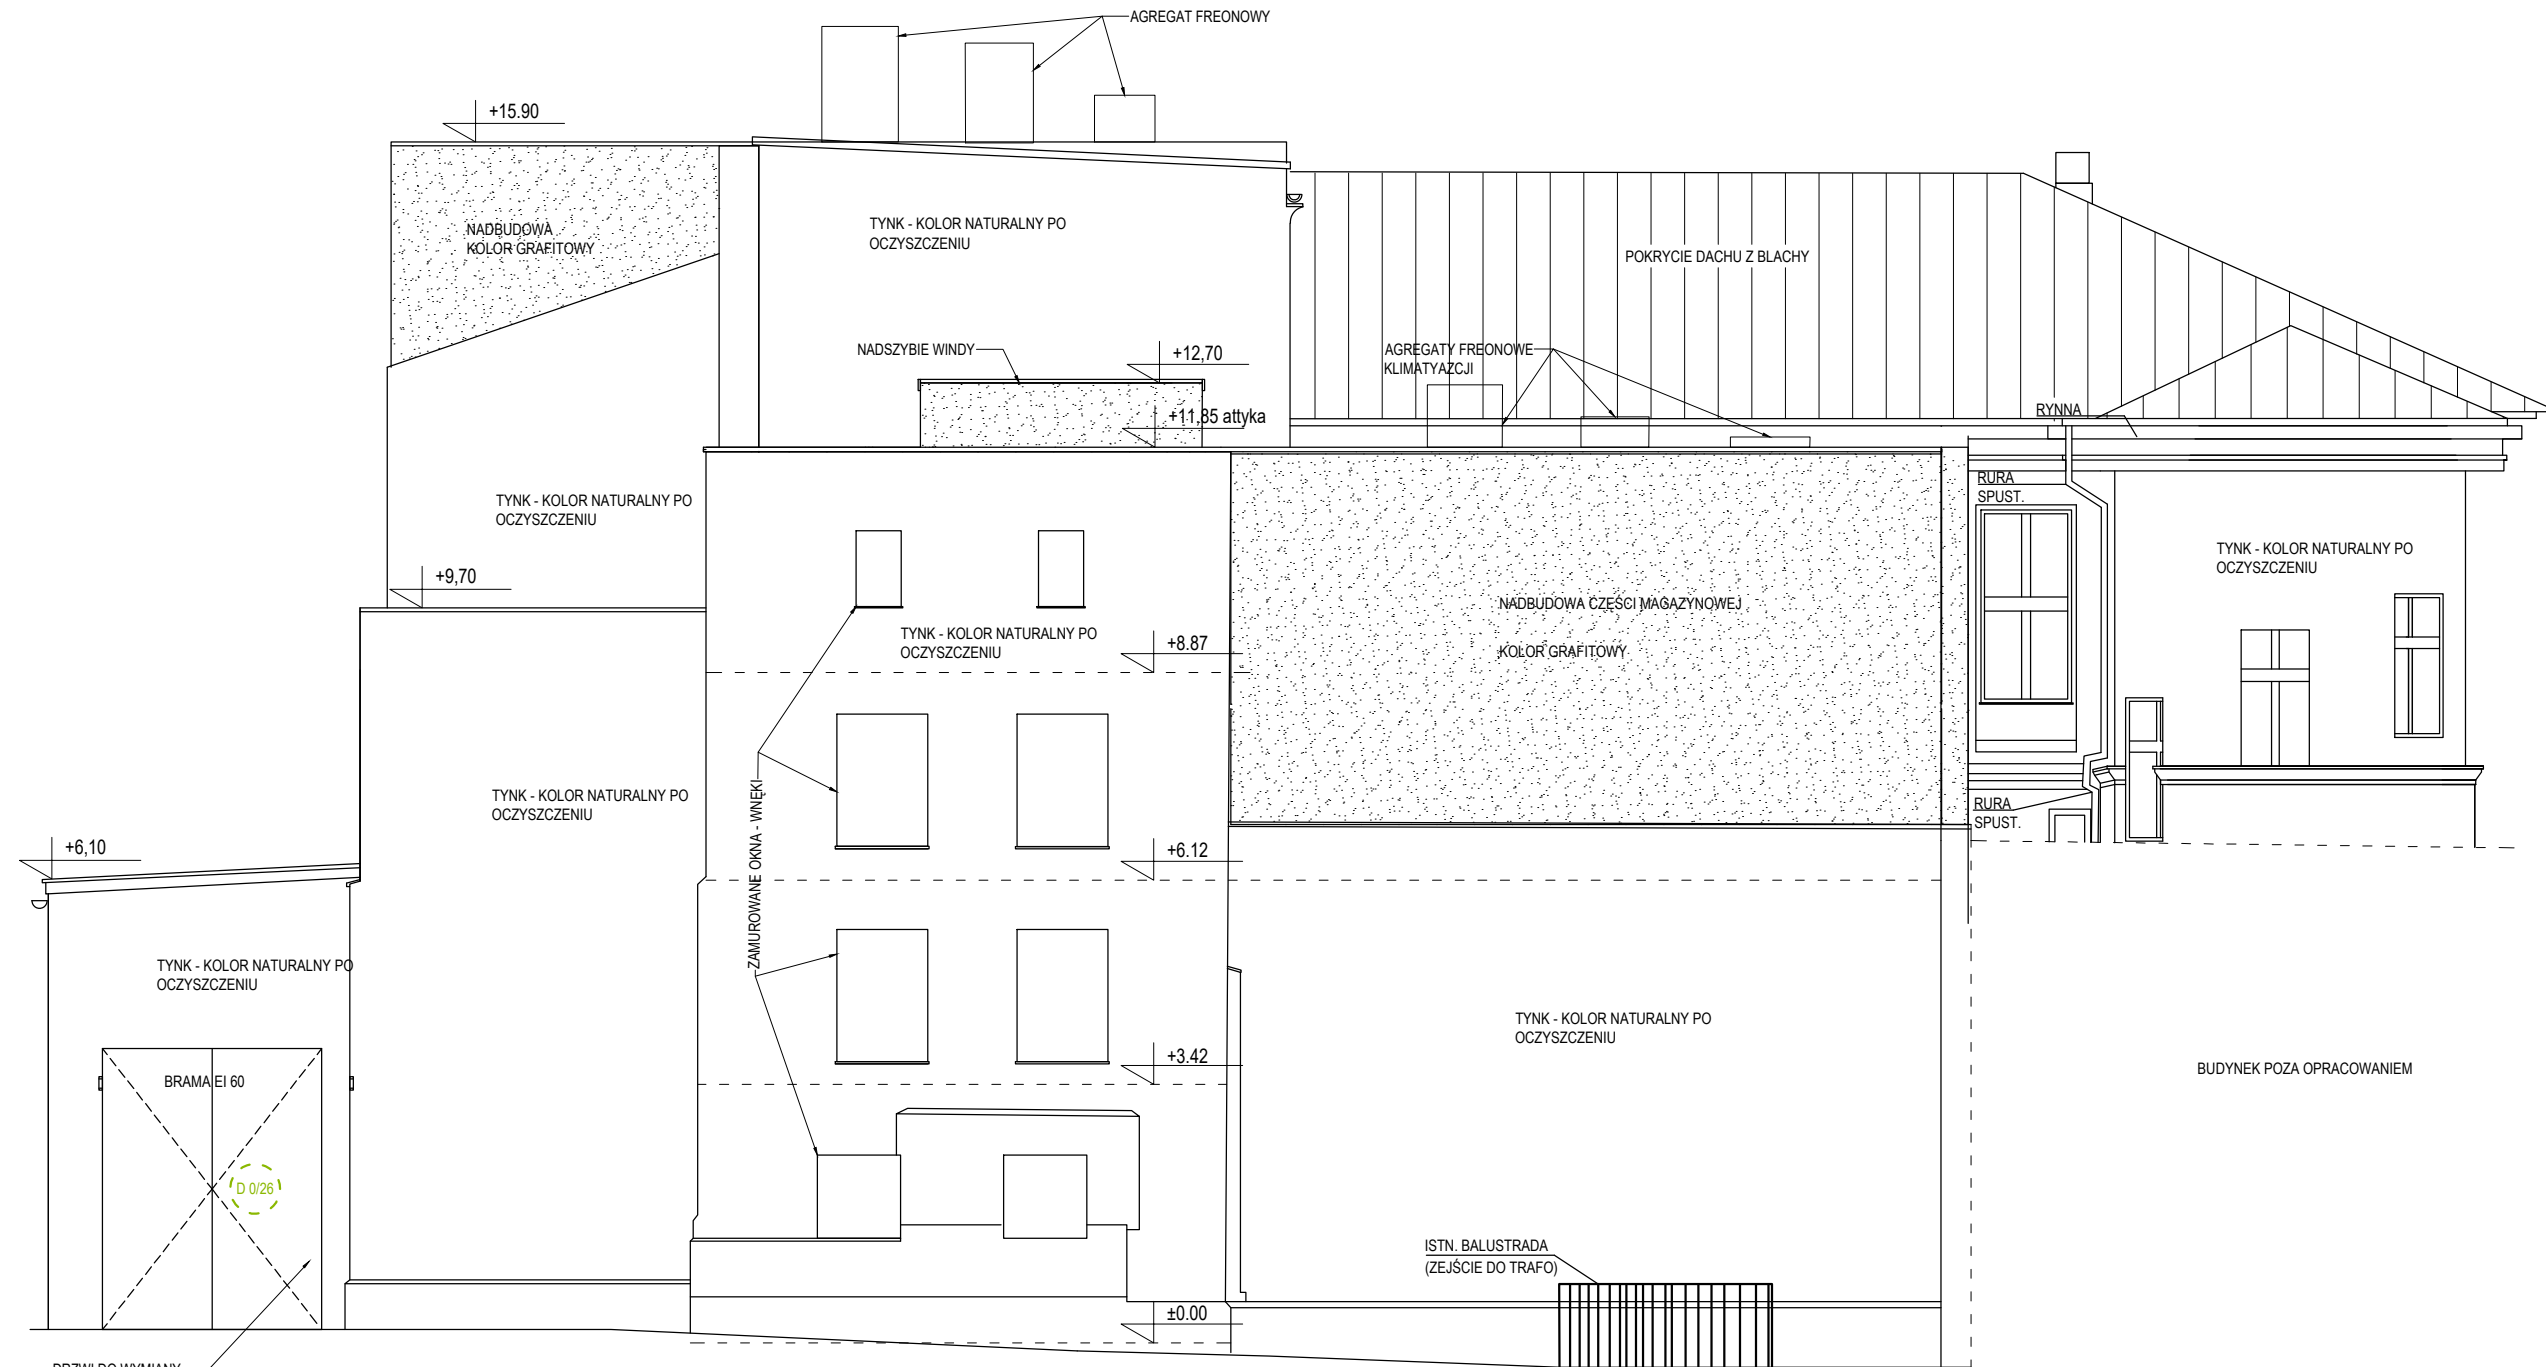 AGREGAT FREONOWY
+15.90
NADBUDOWA
KOLOR GRAFITOWY
TYNK - KOLOR NATURALNY PO
OCZYSZCZENIU
POKRYCIE DACHU Z BLACHY
NADSZYBIE WINDY
+12,70
AGREGATY FREONOWE
KLIMATYAZCJI
+11,85 attyka
RYNNA
RURA
SPUST.
TYNK - KOLOR NATURALNY PO
OCZYSZCZENIU
TYNK - KOLOR NATURALNY PO
OCZYSZCZENIU
+9,70
NADBUDOWA CZĘŚCI MAGAZYNOWEJ
KOLOR GRAFITOWY
TYNK - KOLOR NATURALNY PO
OCZYSZCZENIU
+8.87
ZAMUROWANE OKNA - WNĘKI
TYNK - KOLOR NATURALNY PO
OCZYSZCZENIU
RURA
SPUST.
+6,10
+6.12
TYNK - KOLOR NATURALNY PO
OCZYSZCZENIU
TYNK - KOLOR NATURALNY PO
OCZYSZCZENIU
+3.42
BUDYNEK POZA OPRACOWANIEM
BRAMA EI 60
D 0/26
ISTN. BALUSTRADA
(ZEJŚCIE DO TRAFO)
±0.00
DRZWI DO WYMIANY